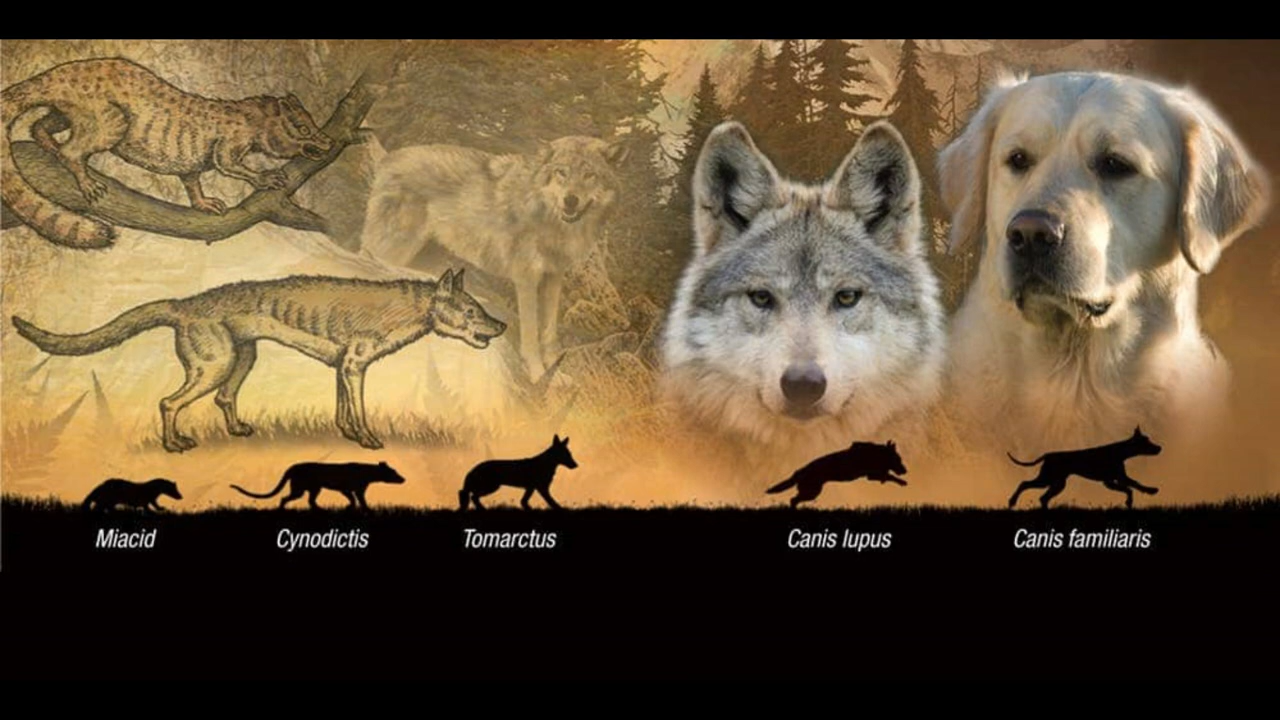 Miacid
Cynodictis
Tomarctus
Canis lupus
Canis familiaris